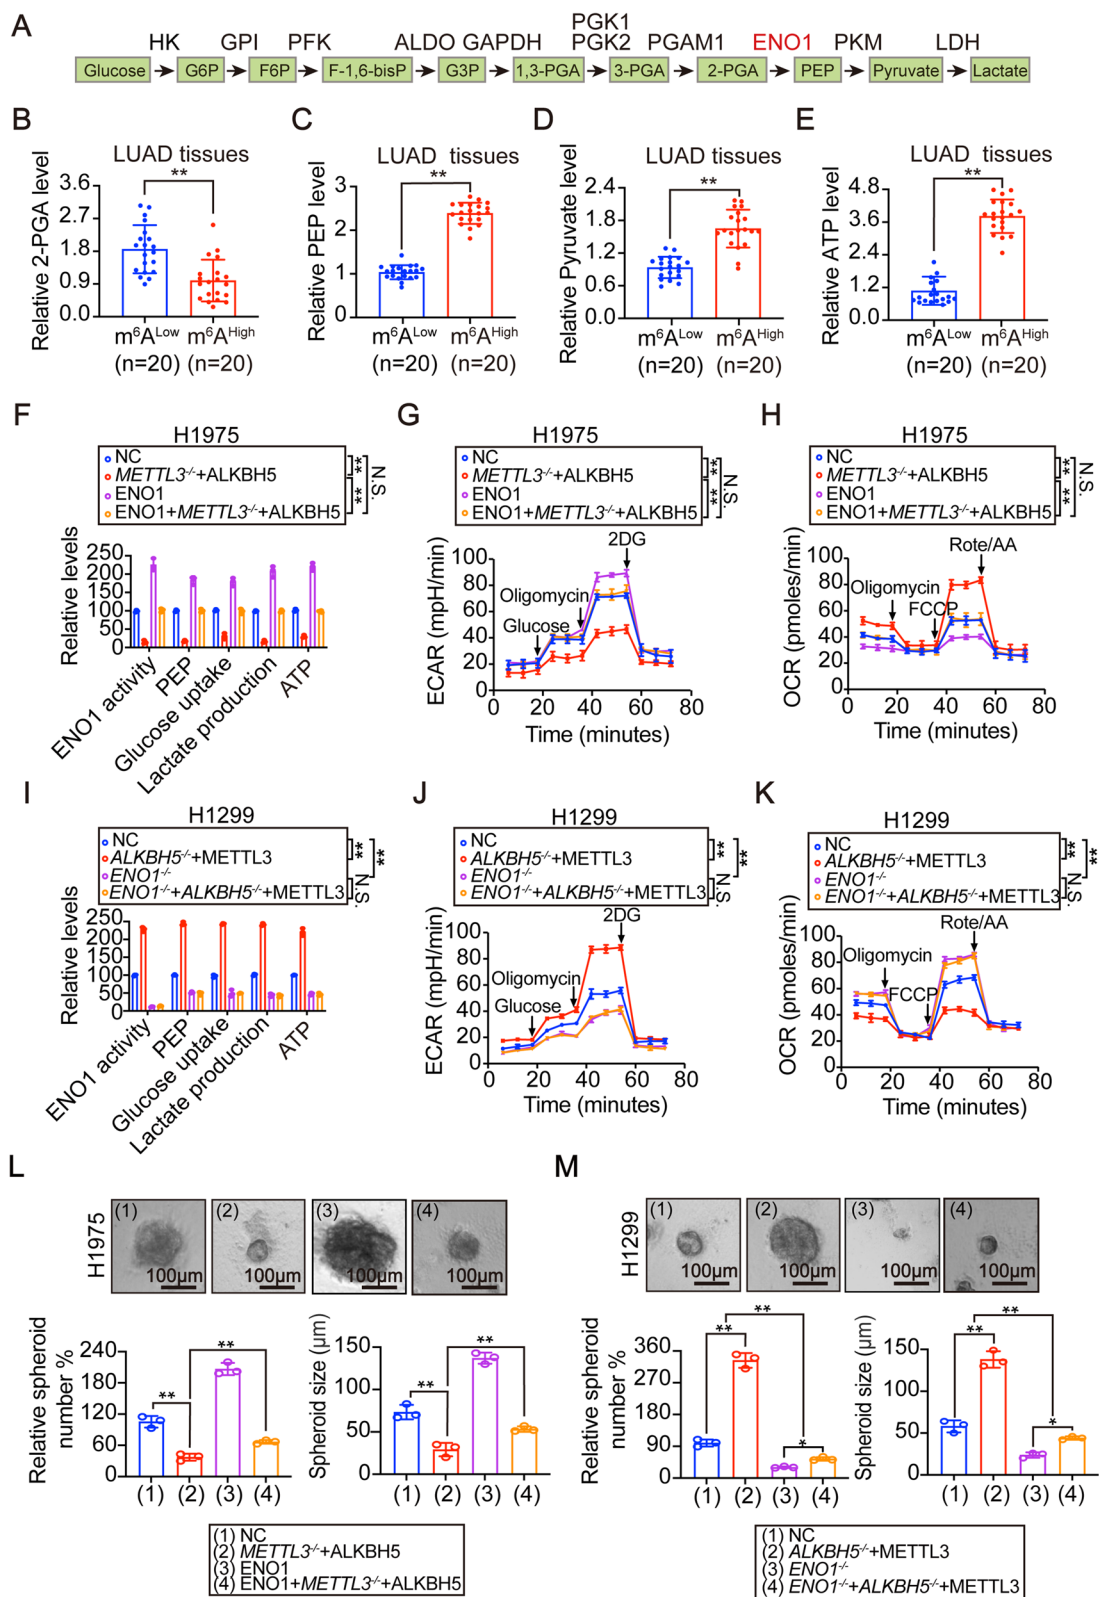 A
HK GPI PFK ALDO GAPDH PGK1 PGK2 PGAM1 ENO1 PKM LDH
Glucose G6P F6P F-1,6-bisP G3P 1,3-PGA 3-PGA 2-PGA PEP Pyruvate Lactate
B
LUAD tissues
**
Relative 2-PGA level
3.6
2.7
1.8
0.9
0.0
m⁶A^Low m⁶A^High
(n=20) (n=20)
C
LUAD tissues
**
Relative PEP level
3
2
1
0
m⁶A^Low m⁶A^High
(n=20) (n=20)
D
LUAD tissues
**
Relative Pyruvate level
2.4
1.8
1.2
0.6
0.0
m⁶A^Low m⁶A^High
(n=20) (n=20)
E
LUAD tissues
**
Relative ATP level
4.8
3.6
2.4
1.2
0.0
m⁶A^Low m⁶A^High
(n=20) (n=20)
F
H1975
NC
METTL3-/-+ALKBH5
ENO1
ENO1+METTL3-/-+ALKBH5
** ** N.S.
Relative levels
250
200
150
100
50
0
ENO1 activity
PEP
Glucose uptake
Lactate production
ATP
G
H1975
NC
METTL3-/-+ALKBH5
ENO1
ENO1+METTL3-/-+ALKBH5
** ** N.S.
ECAR (mpH/min)
100
80
60
40
20
0
2DG
Oligomycin
Glucose
0 20 40 60 80
Time (minutes)
H
H1975
NC
METTL3-/-+ALKBH5
ENO1
ENO1+METTL3-/-+ALKBH5
** ** N.S.
OCR (pmoles/min)
100
80
60
40
20
0
Rote/AA
Oligomycin
FCCP
0 20 40 60 80
Time (minutes)
I
H1299
NC
ALKBH5-/-+METTL3
ENO1-/-
ENO1-/-+ALKBH5-/-+METTL3
** ** N.S.
Relative levels
250
200
150
100
50
0
ENO1 activity
PEP
Glucose uptake
Lactate production
ATP
J
H1299
NC
ALKBH5-/-+METTL3
ENO1-/-
ENO1-/-+ALKBH5-/-+METTL3
** ** N.S.
ECAR (mpH/min)
100
80
60
40
20
0
2DG
Oligomycin
Glucose
0 20 40 60 80
Time (minutes)
K
H1299
NC
ALKBH5-/-+METTL3
ENO1-/-
ENO1-/-+ALKBH5-/-+METTL3
** ** N.S.
OCR (pmoles/min)
100
80
60
40
20
0
Rote/AA
Oligomycin
FCCP
0 20 40 60 80
Time (minutes)
L
H1975
(1) (2) (3) (4)
100μm 100μm 100μm 100μm
Relative spheroid
number %
240
180
120
60
0
** **
(1) (2) (3) (4)
Spheroid size (μm)
150
100
50
0
** **
(1) (2) (3) (4)
(1) NC
(2) METTL3-/-+ALKBH5
(3) ENO1
(4) ENO1+METTL3-/-+ALKBH5
M
H1299
(1) (2) (3) (4)
100μm 100μm 100μm 100μm
Relative spheroid
number %
360
270
180
90
0
** ** *
(1) (2) (3) (4)
Spheroid size (μm)
150
100
50
0
** ** *
(1) (2) (3) (4)
(1) NC
(2) ALKBH5-/-+METTL3
(3) ENO1-/-
(4) ENO1-/-+ALKBH5-/-+METTL3